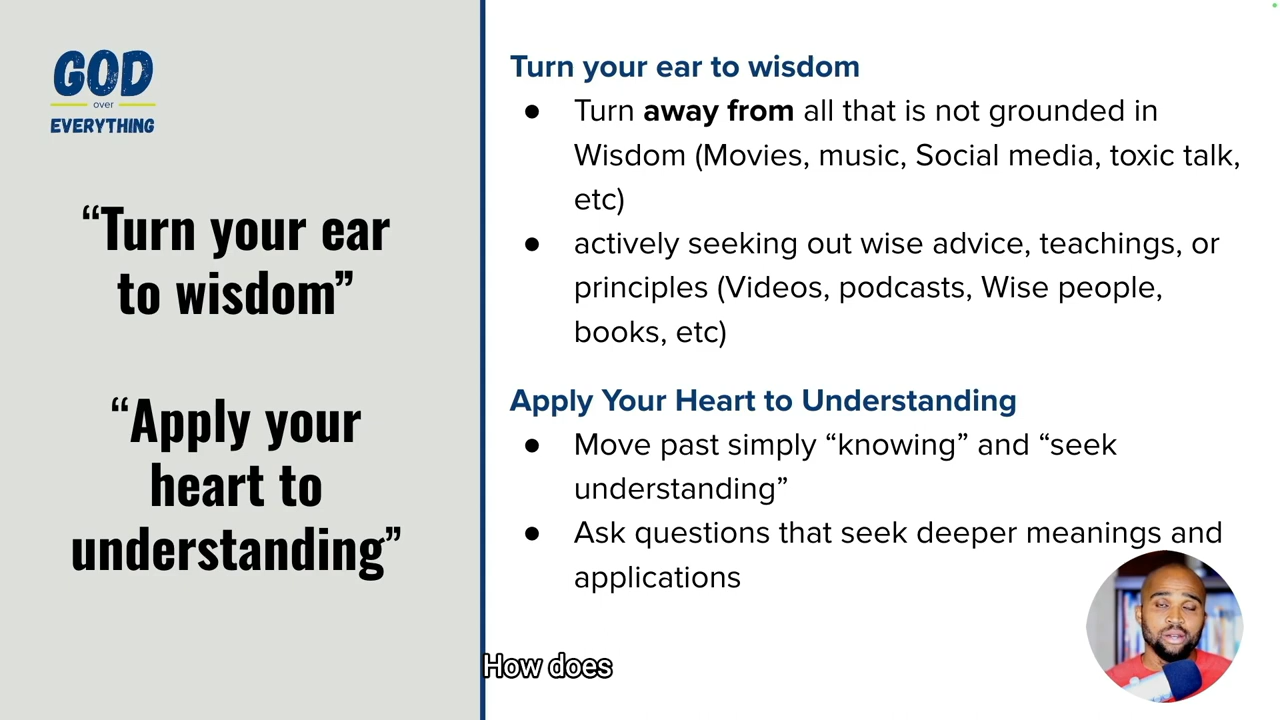 GOD
over
EVERYTHING
“Turn your ear
to wisdom”
“Apply your
heart to
understanding”
Turn your ear to wisdom
● Turn away from all that is not grounded in
Wisdom (Movies, music, Social media, toxic talk,
etc)
● actively seeking out wise advice, teachings, or
principles (Videos, podcasts, Wise people,
books, etc)
Apply Your Heart to Understanding
● Move past simply “knowing” and “seek
understanding”
● Ask questions that seek deeper meanings and
applications
How does